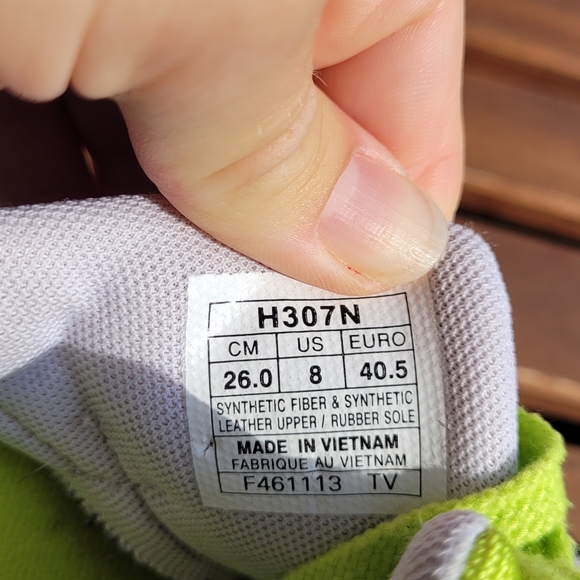 H307N
CM US EURO
26.0 8 40.5
SYNTHETIC FIBER & SYNTHETIC
LEATHER UPPER / RUBBER SOLE
MADE IN VIETNAM
FABRIQUE AU VIETNAM
F461113 TV